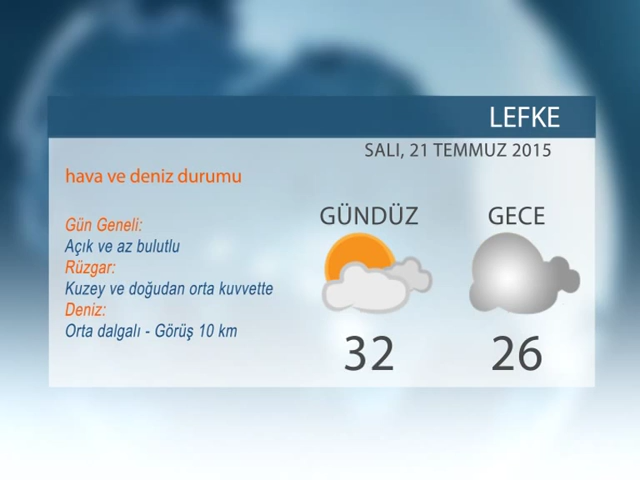 LEFKE
SALI, 21 TEMMUZ 2015
hava ve deniz durumu
Gün Geneli:
Açık ve az bulutlu
Rüzgar:
Kuzey ve doğudan orta kuvvette
Deniz:
Orta dalgalı - Görüş 10 km
GÜNDÜZ
32
GECE
26